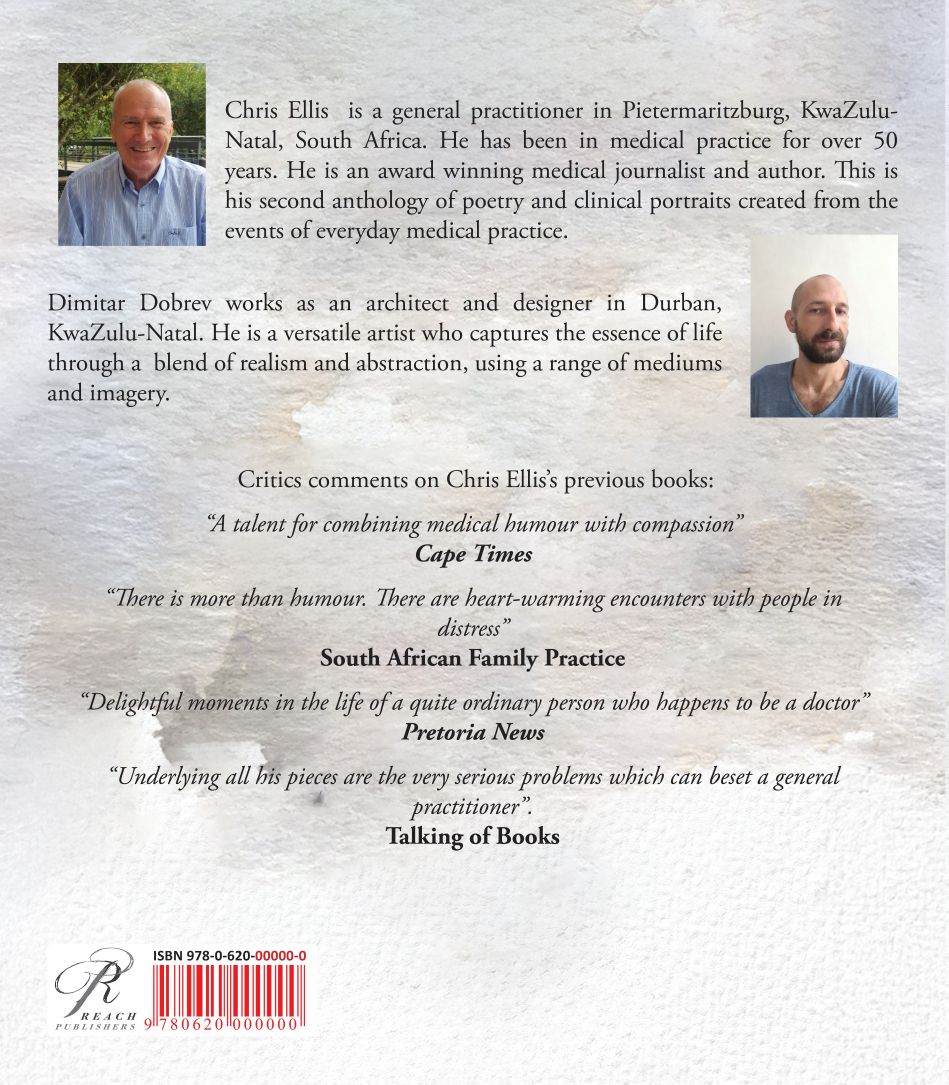 Chris Ellis  is a general practitioner in Pietermaritzburg, KwaZulu-
Natal, South Africa. He has been in medical practice for over 50
years. He is an award winning medical journalist and author. This is
his second anthology of poetry and clinical portraits created from the
events of everyday medical practice.
Dimitar Dobrev works as an architect and designer in Durban,
KwaZulu-Natal. He is a versatile artist who captures the essence of life
through a  blend of realism and abstraction, using a range of mediums
and imagery.
Critics comments on Chris Ellis’s previous books:
“A talent for combining medical humour with compassion”
Cape Times
“There is more than humour. There are heart-warming encounters with people in
distress”
South African Family Practice
“Delightful moments in the life of a quite ordinary person who happens to be a doctor”
Pretoria News
“Underlying all his pieces are the very serious problems which can beset a general
practitioner”.
Talking of Books
ISBN 978-0-620-00000-0
R
REACH
PUBLISHERS
9 780620 000000